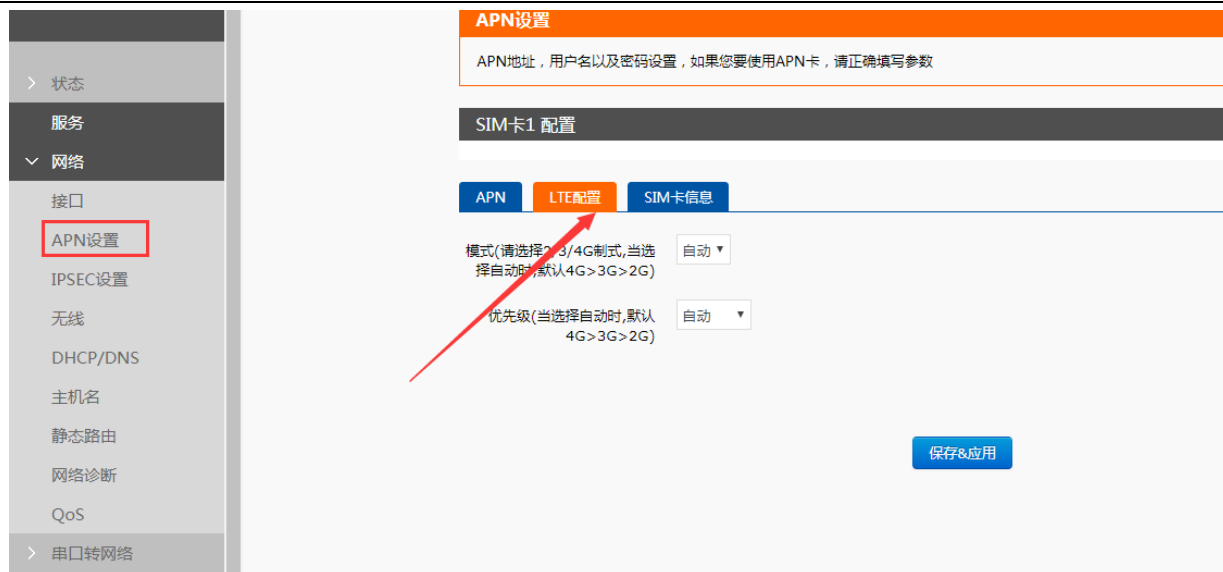 APN设置
APN地址，用户名以及密码设置，如果您要使用APN卡，请正确填写参数
状态
服务
网络
接口
APN设置
IPSEC设置
无线
DHCP/DNS
主机名
静态路由
网络诊断
QoS
串口转网络
SIM卡1 配置
APN
LTE配置
SIM卡信息
模式(请选择2/3/4G制式,当选
择自动时,默认4G>3G>2G)
自动
优先级(当选择自动时,默认
4G>3G>2G)
自动
保存&应用